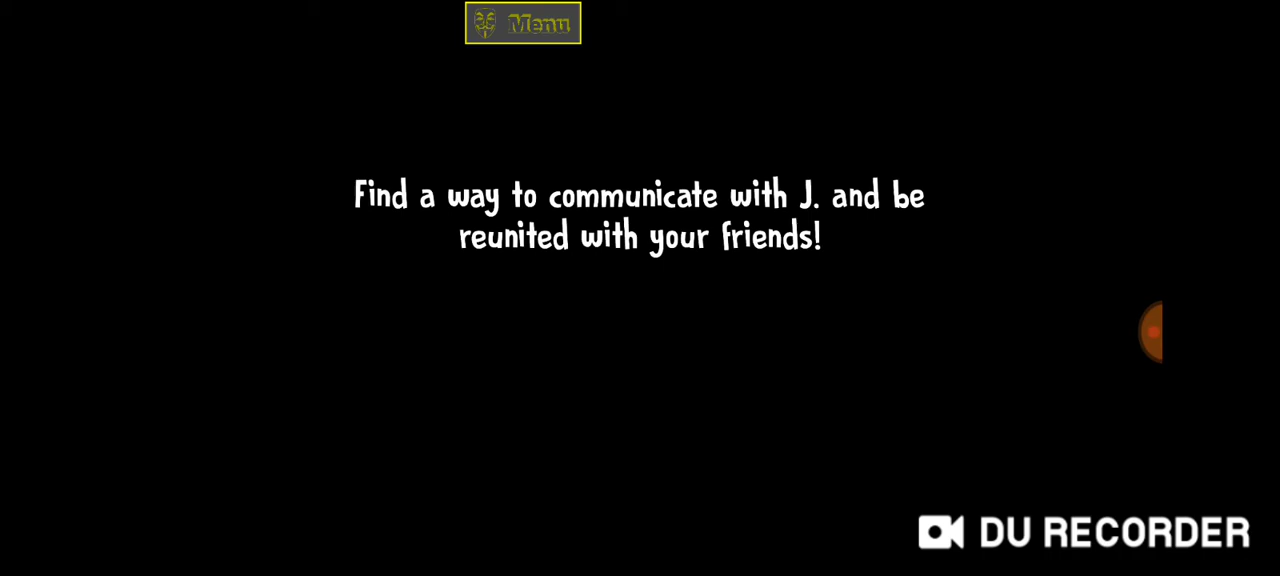 Menu
Find a way to communicate with J. and be
reunited with your friends!
DU RECORDER